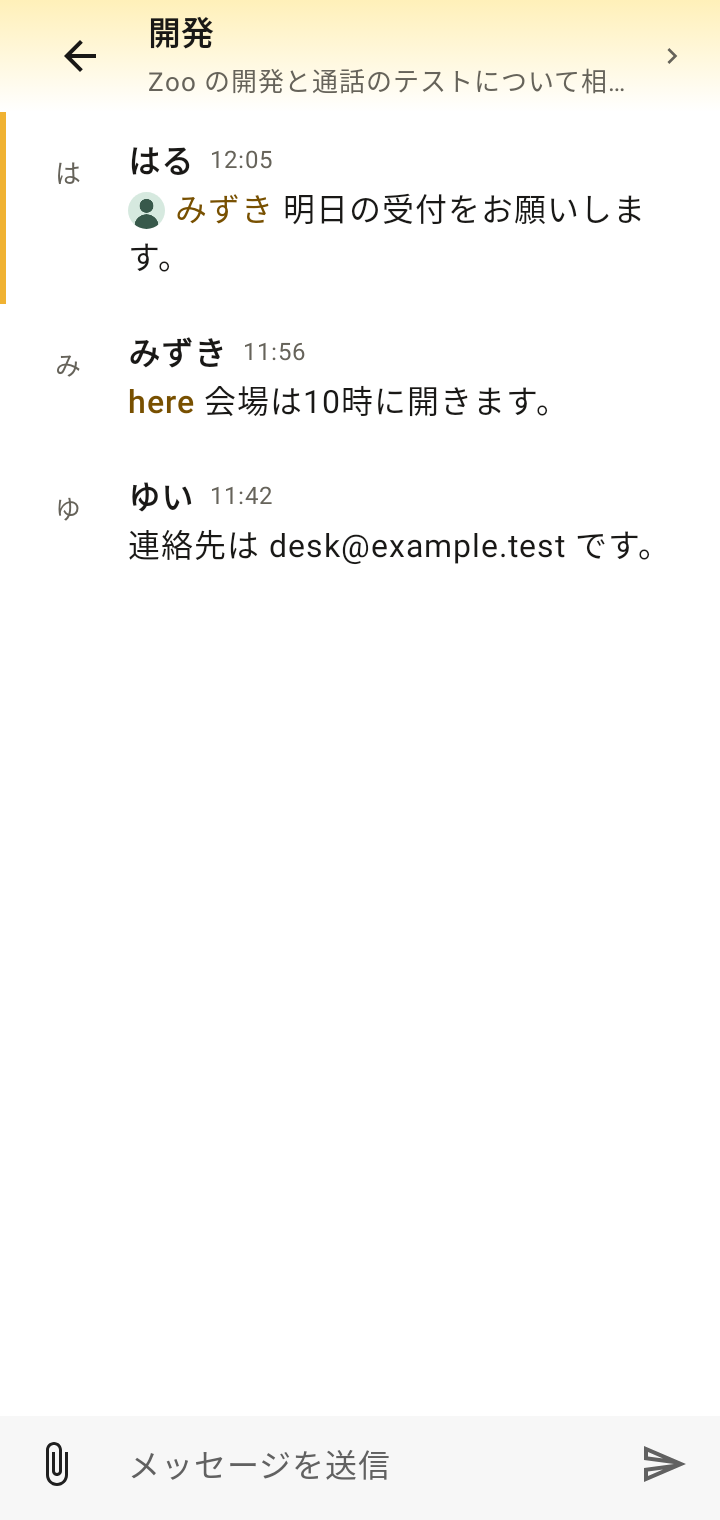 開発
Zoo の開発と通話のテストについて相…
は
はる 12:05
みずき 明日の受付をお願いしま
す。
み
みずき 11:56
here 会場は10時に開きます。
ゆ
ゆい 11:42
連絡先は desk@example.test です。
メッセージを送信